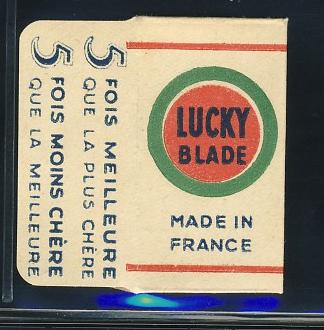 5 FOIS MEILLEURE
QUE LA PLUS CHÈRE
5 FOIS MOINS CHÈRE
QUE LA MEILLEURE
LUCKY
BLADE
MADE IN
FRANCE